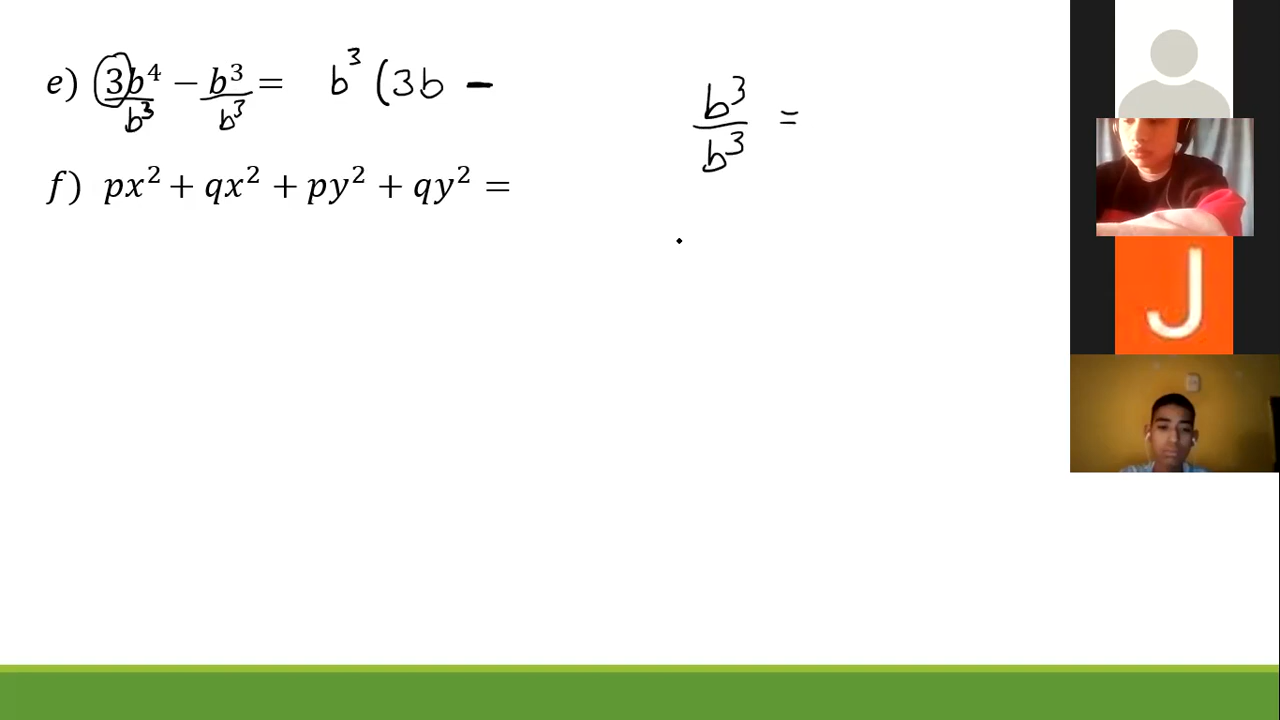 e) 3b⁴/b³ − b³/b³ = b³ (3b −
b³/b³ =
f) px² + qx² + py² + qy² =
J